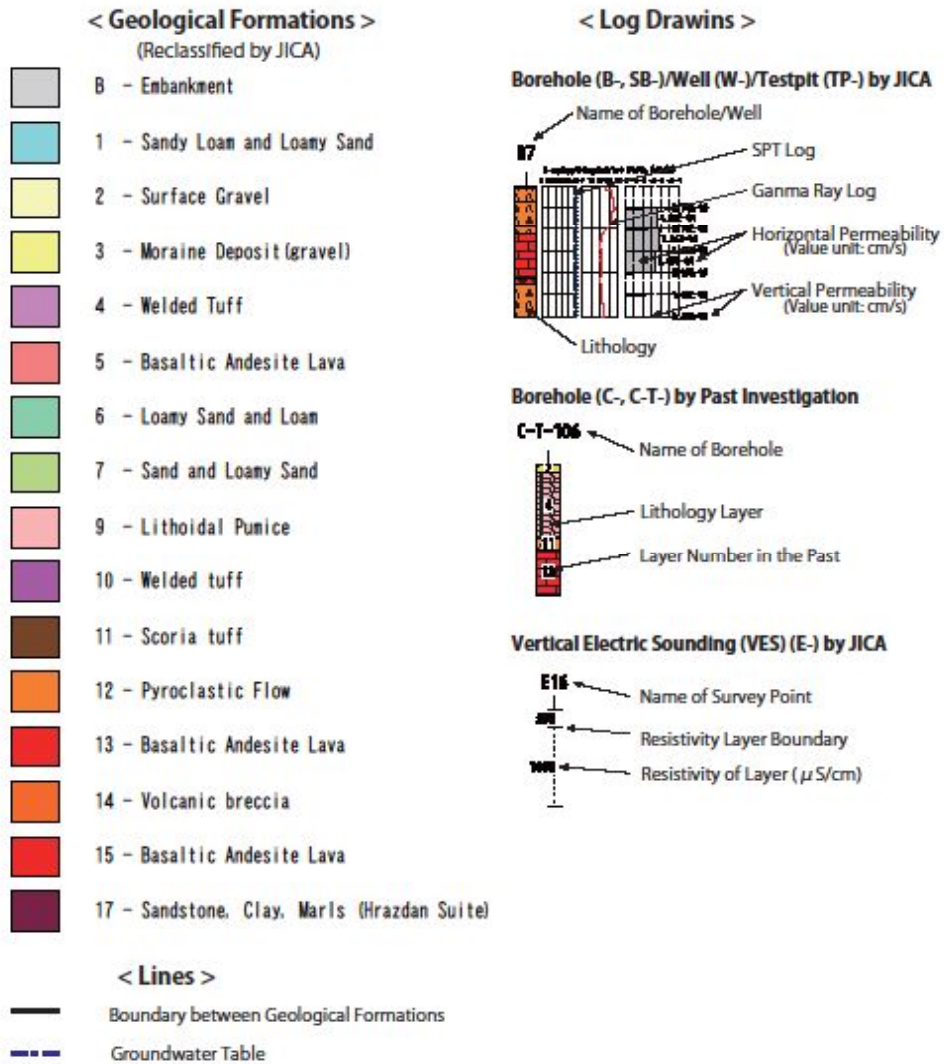 < Geological Formations >
(Reclassified by JICA)
B - Embankment
1 - Sandy Loam and Loamy Sand
2 - Surface Gravel
3 - Moraine Deposit(gravel)
4 - Welded Tuff
5 - Basaltic Andesite Lava
6 - Loamy Sand and Loam
7 - Sand and Loamy Sand
9 - Lithoidal Pumice
10 - Welded tuff
11 - Scoria tuff
12 - Pyroclastic Flow
13 - Basaltic Andesite Lava
14 - Volcanic breccia
15 - Basaltic Andesite Lava
17 - Sandstone, Clay, Marls (Hrazdan Suite)
< Lines >
Boundary between Geological Formations
Groundwater Table
< Log Drawins >
Borehole (B-, SB-)/Well (W-)/Testpit (TP-) by JICA
Name of Borehole/Well
B7
SPT Log
Ganma Ray Log
Horizontal Permeability
(Value unit: cm/s)
Vertical Permeability
(Value unit: cm/s)
Lithology
Borehole (C-, C-T-) by Past Investigation
C-T-106
Name of Borehole
4
Lithology Layer
11
Layer Number in the Past
Vertical Electric Sounding (VES) (E-) by JICA
E16
Name of Survey Point
Resistivity Layer Boundary
Resistivity of Layer (μS/cm)